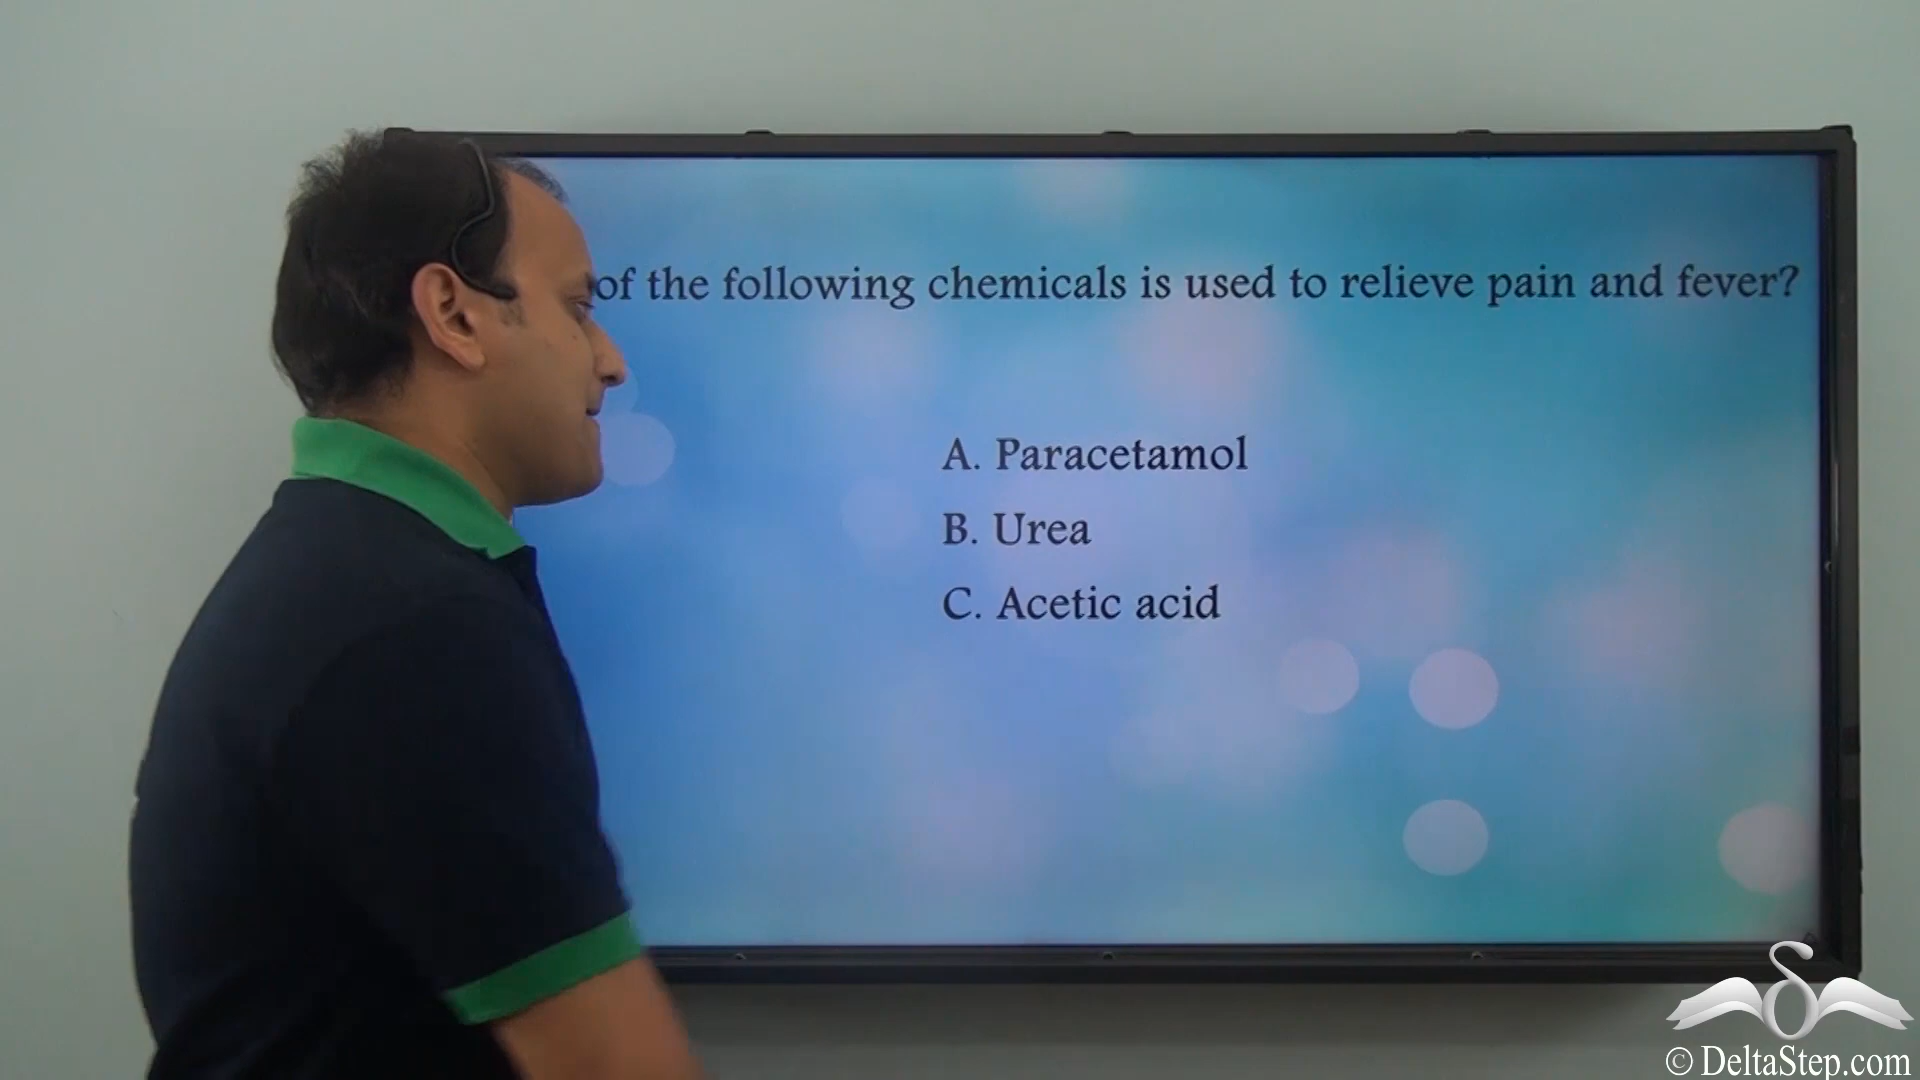 of the following chemicals is used to relieve pain and fever?
A. Paracetamol
B. Urea
C. Acetic acid
© DeltaStep.com